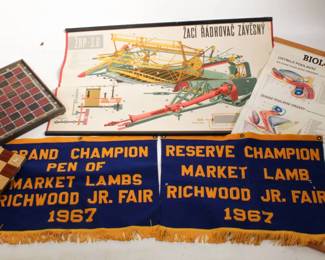 ŽACÍ ŘÁDKOVAČ ZÁVĚSNÝ
BIOL
GRAND CHAMPION
PEN OF
MARKET LAMBS
RICHWOOD JR. FAIR
1967
RESERVE CHAMPION
MARKET LAMB
RICHWOOD JR. FAIR
1967